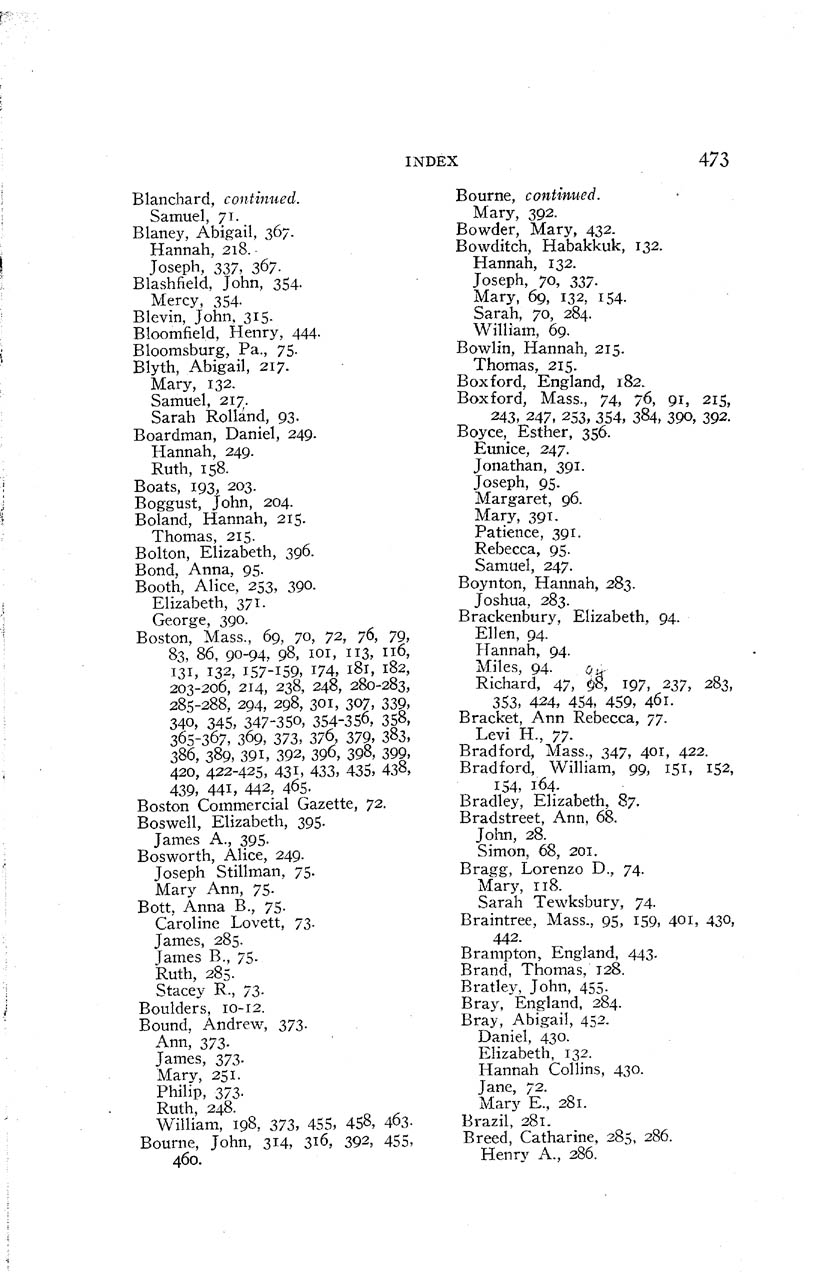 INDEX 473
Blanchard, continued.
Samuel, 71.
Blaney, Abigail, 367.
Hannah, 218.
Joseph, 337, 367.
Blashfield, John, 354.
Mercy, 354.
Blevin, John, 315.
Bloomfield, Henry, 444.
Bloomsburg, Pa., 75.
Blyth, Abigail, 217.
Mary, 132.
Samuel, 217.
Sarah Rolland, 93.
Boardman, Daniel, 249.
Hannah, 249.
Ruth, 158.
Boats, 193, 203.
Boggust, John, 204.
Boland, Hannah, 215.
Thomas, 215.
Bolton, Elizabeth, 396.
Bond, Anna, 95.
Booth, Alice, 253, 390.
Elizabeth, 371.
George, 390.
Boston, Mass., 69, 70, 72, 76, 79,
83, 86, 90-94, 98, 101, 113, 116,
131, 132, 157-159, 174, 181, 182,
203-206, 214, 238, 248, 280-283,
285-288, 294, 298, 301, 307, 339,
340, 345, 347-350, 354-356, 358,
365-367, 369, 373, 376, 379, 383,
386, 389, 391, 392, 396, 398, 399,
420, 422-425, 431, 433, 435, 438,
439, 441, 442, 465.
Boston Commercial Gazette, 72.
Boswell, Elizabeth, 395.
James A., 395.
Bosworth, Alice, 249.
Joseph Stillman, 75.
Mary Ann, 75.
Bott, Anna B., 75.
Caroline Lovett, 73.
James, 285.
James B., 75.
Ruth, 285.
Stacey R., 73.
Boulders, 10-12.
Bound, Andrew, 373.
Ann, 373.
James, 373.
Mary, 251.
Philip, 373.
Ruth, 248.
William, 198, 373, 455, 458, 463.
Bourne, John, 314, 316, 392, 455,
460.
Bourne, continued.
Mary, 392.
Bowder, Mary, 432.
Bowditch, Habakkuk, 132.
Hannah, 132.
Joseph, 70, 337.
Mary, 69, 132, 154.
Sarah, 70, 284.
William, 69.
Bowlin, Hannah, 215.
Thomas, 215.
Boxford, England, 182.
Boxford, Mass., 74, 76, 91, 215,
243, 247, 253, 354, 384, 390, 392.
Boyce, Esther, 356.
Eunice, 247.
Jonathan, 391.
Joseph, 95.
Margaret, 96.
Mary, 391.
Patience, 391.
Rebecca, 95.
Samuel, 247.
Boynton, Hannah, 283.
Joshua, 283.
Brackenbury, Elizabeth, 94.
Ellen, 94.
Hannah, 94.
Miles, 94.
Richard, 47, 98, 197, 237, 283,
353, 424, 454, 459, 461.
Bracket, Ann Rebecca, 77.
Levi H., 77.
Bradford, Mass., 347, 401, 422.
Bradford, William, 99, 151, 152,
154, 164.
Bradley, Elizabeth, 87.
Bradstreet, Ann, 68.
John, 28.
Simon, 68, 201.
Bragg, Lorenzo D., 74.
Mary, 118.
Sarah Tewksbury, 74.
Braintree, Mass., 95, 159, 401, 430,
442.
Brampton, England, 443.
Brand, Thomas, 128.
Bratley, John, 455.
Bray, England, 284.
Bray, Abigail, 452.
Daniel, 430.
Elizabeth, 132.
Hannah Collins, 430.
Jane, 72.
Mary E., 281.
Brazil, 281.
Breed, Catharine, 285, 286.
Henry A., 286.